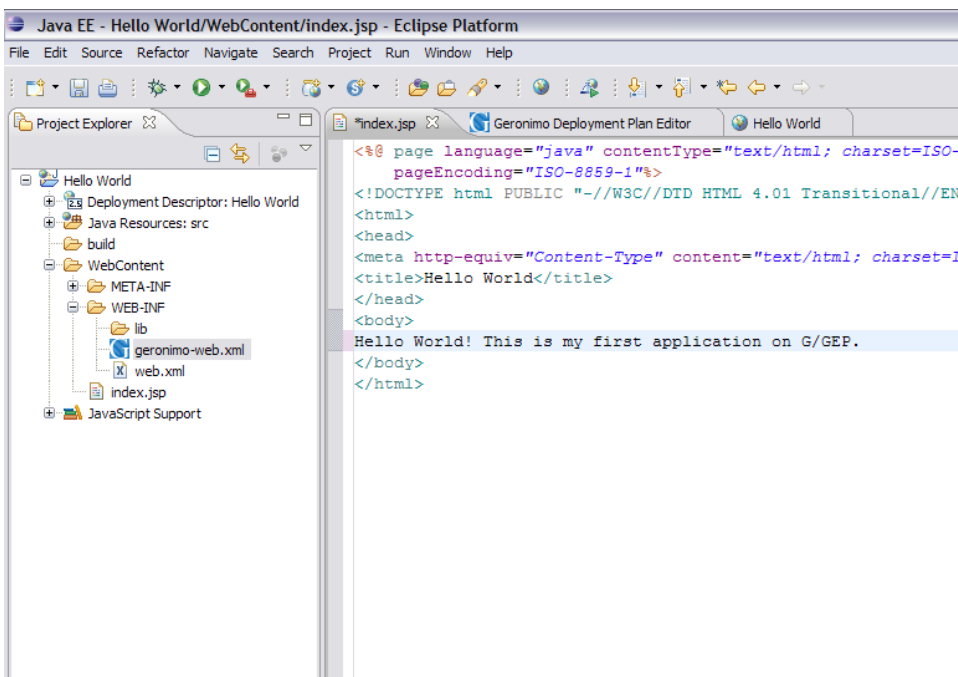 Java EE - Hello World/WebContent/index.jsp - Eclipse Platform
File Edit Source Refactor Navigate Search Project Run Window Help
Project Explorer
*index.jsp Geronimo Deployment Plan Editor Hello World
Hello World
Deployment Descriptor: Hello World
Java Resources: src
build
WebContent
META-INF
WEB-INF
lib
geronimo-web.xml
web.xml
index.jsp
JavaScript Support
<%@ page language="java" contentType="text/html; charset=ISO-
pageEncoding="ISO-8859-1"%>
<!DOCTYPE html PUBLIC "-//W3C//DTD HTML 4.01 Transitional//EN
<html>
<head>
<meta http-equiv="Content-Type" content="text/html; charset=I
<title>Hello World</title>
</head>
<body>
Hello World! This is my first application on G/GEP.
</body>
</html>